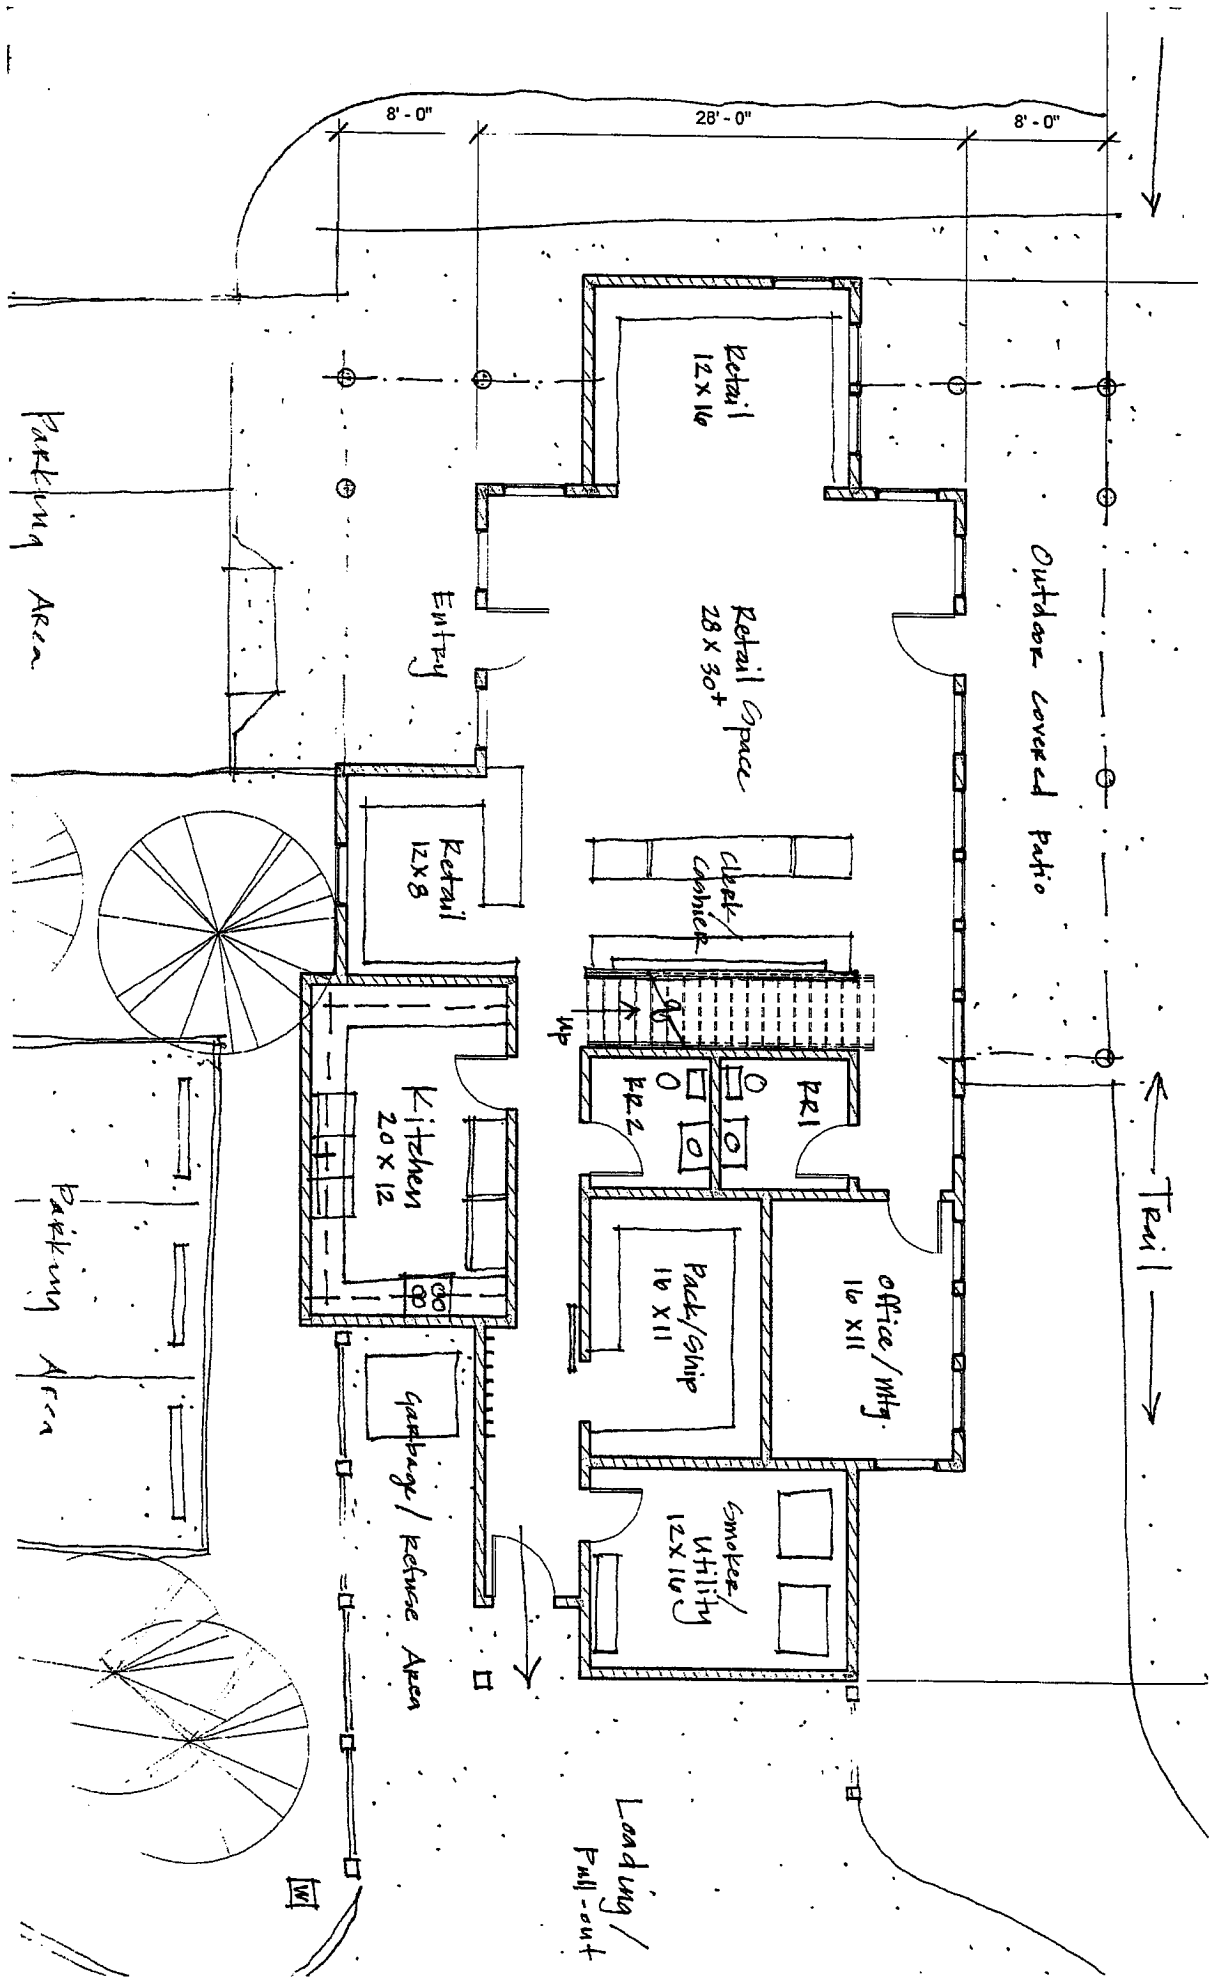 8' - 0"
28' - 0"
8' - 0"
Retail
12 x 16
Parking Area
Outdoor covered Patio
Entry
Retail Space
28 x 30+
Retail
12 x 8
Clerk/
Cashier
up
RR1
RR2
Trail
Kitchen
20 x 12
Pack/Ship
16 x 11
Office/Mtg.
16 x 11
Parking Area
Garbage/Refuse Area
Smoker/
Utility
12 x 16
Loading/
Pull-out
W